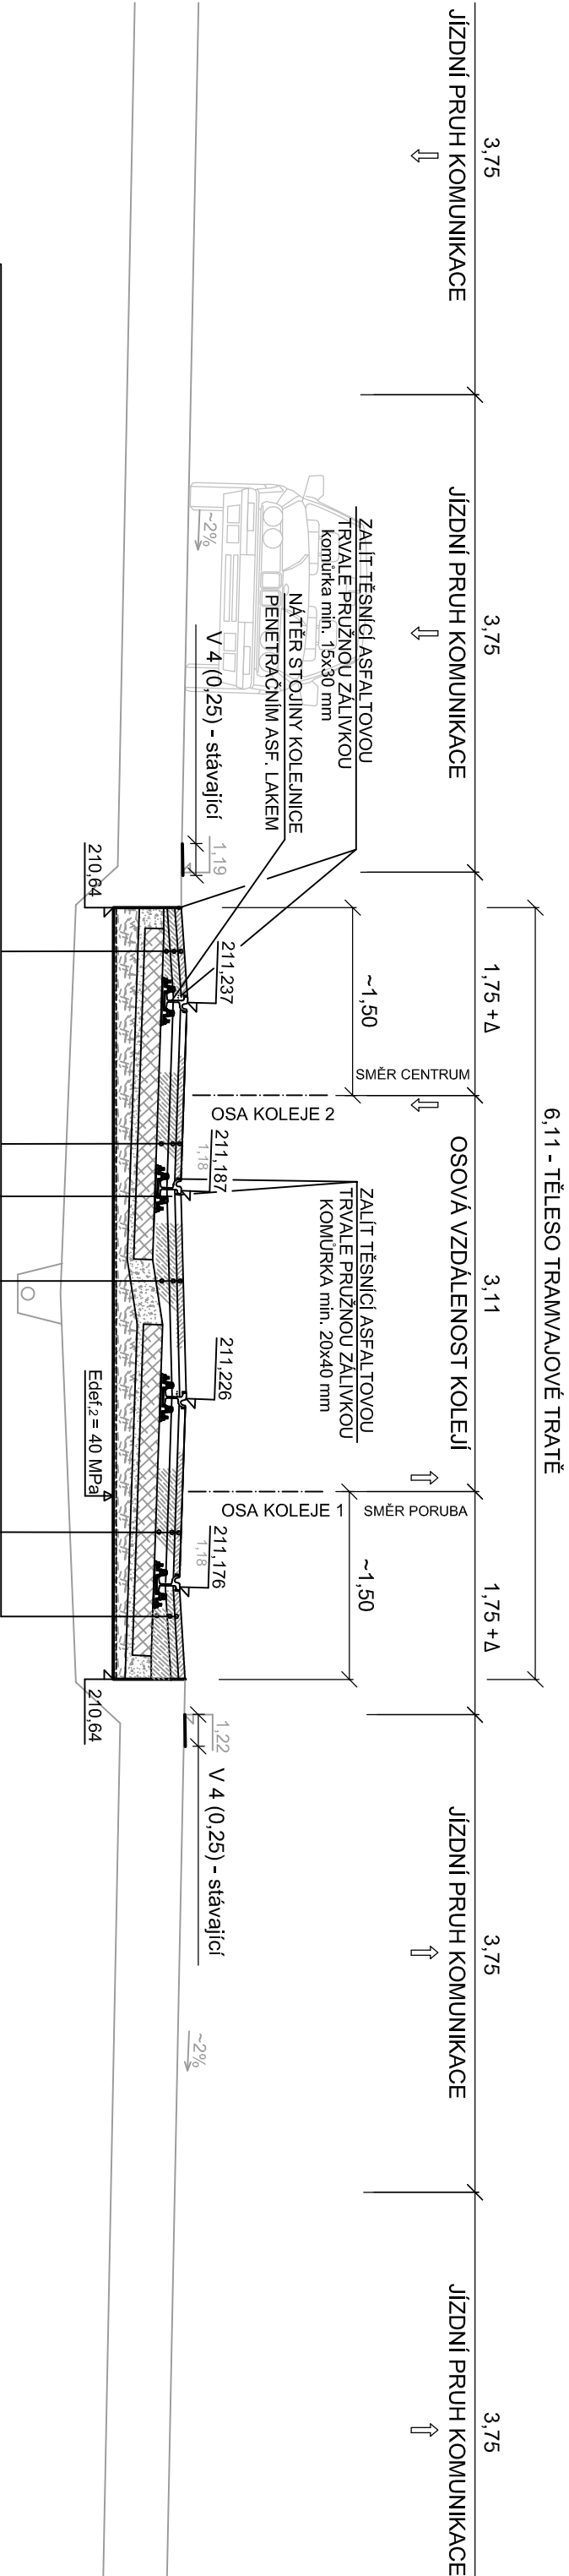 6,11 - TĚLESO TRAMVAJOVÉ TRATĚ
3,75
3,75
1,75 +Δ
3,11
1,75 +Δ
3,75
3,75
JÍZDNÍ PRUH KOMUNIKACE
JÍZDNÍ PRUH KOMUNIKACE
OSOVÁ VZDÁLENOST KOLEJÍ
JÍZDNÍ PRUH KOMUNIKACE
JÍZDNÍ PRUH KOMUNIKACE
SMĚR CENTRUM
SMĚR PORUBA
~1,50
~1,50
ZALÍT TĚSNÍCÍ ASFALTOVOU
TRVALE PRUŽNOU ZÁLIVKOU
komůrka min. 15x30 mm
NÁTĚR STOJINY KOLEJNICE
PENETRAČNÍM ASF. LAKEM
ZALÍT TĚSNÍCÍ ASFALTOVOU
TRVALE PRUŽNOU ZÁLIVKOU
KOMŮRKA min. 20x40 mm
OSA KOLEJE 2
OSA KOLEJE 1
~2%
V 4 (0,25) - stávající
1,19
211,237
211,187
1,18
211,226
211,176
1,18
1,22
V 4 (0,25) - stávající
~2%
210,64
Edef,2 = 40 MPa
210,64